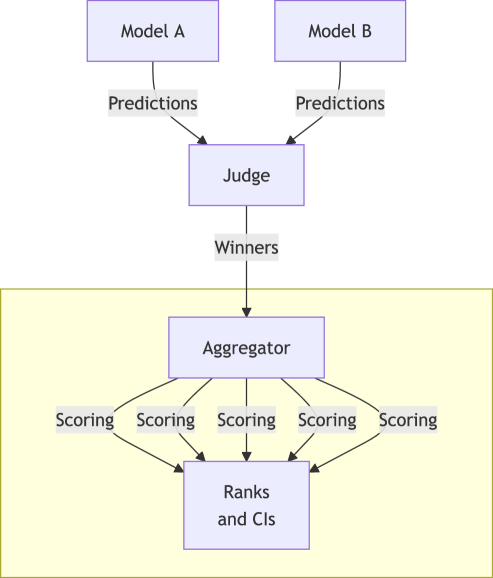 Model A
Model B
Predictions
Predictions
Judge
Winners
Aggregator
Scoring
Scoring
Scoring
Scoring
Scoring
Ranks
and CIs